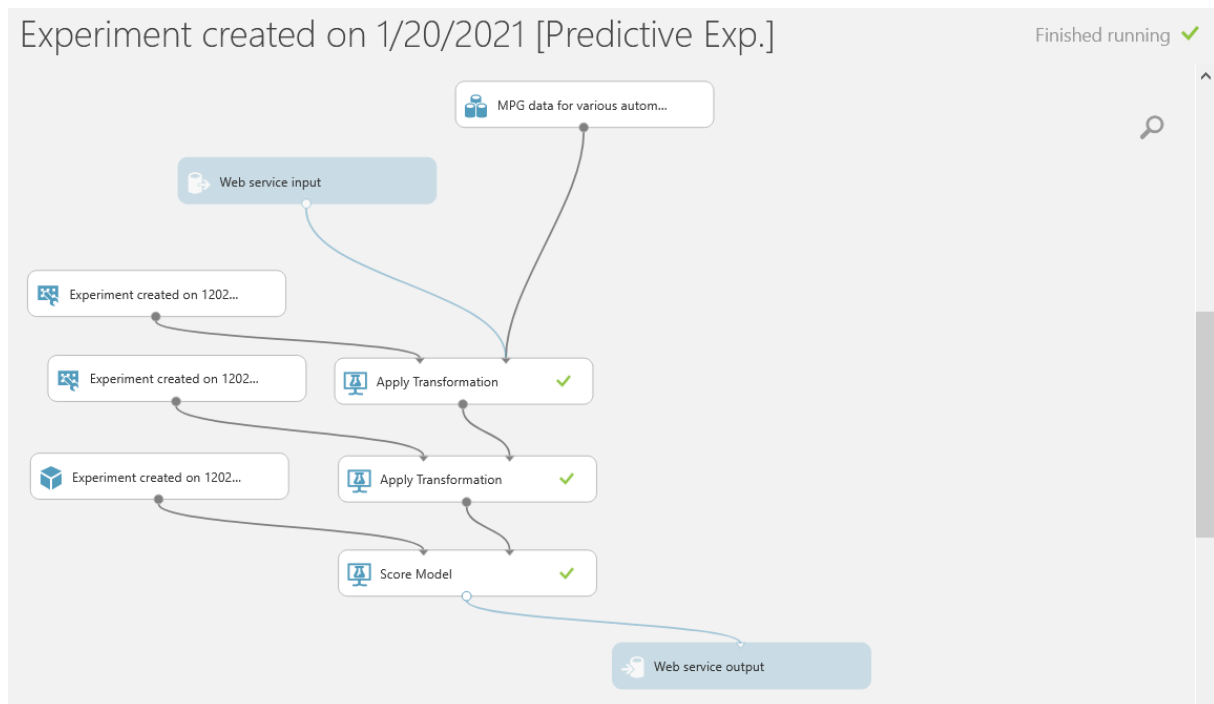 Experiment created on 1/20/2021 [Predictive Exp.]
Finished running
MPG data for various autom...
Web service input
Experiment created on 1202...
Experiment created on 1202...
Apply Transformation
Experiment created on 1202...
Apply Transformation
Score Model
Web service output